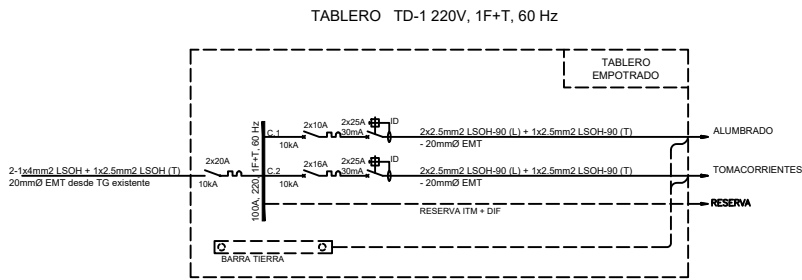 TABLERO TD-1 220V, 1F+T, 60 Hz
TABLERO
EMPOTRADO
2-1x4mm2 LSOH + 1x2.5mm2 LSOH (T)
20mmØ EMT desde TG existente
2x20A
10kA
100A, 220, 1F+T, 60 Hz
C.1
2x10A
10kA
2x25A
30mA
ID
2x2.5mm2 LSOH-90 (L) + 1x2.5mm2 LSOH-90 (T)
- 20mmØ EMT
ALUMBRADO
C.2
2x16A
10kA
2x25A
30mA
ID
2x2.5mm2 LSOH-90 (L) + 1x2.5mm2 LSOH-90 (T)
- 20mmØ EMT
TOMACORRIENTES
RESERVA ITM + DIF
RESERVA
BARRA TIERRA